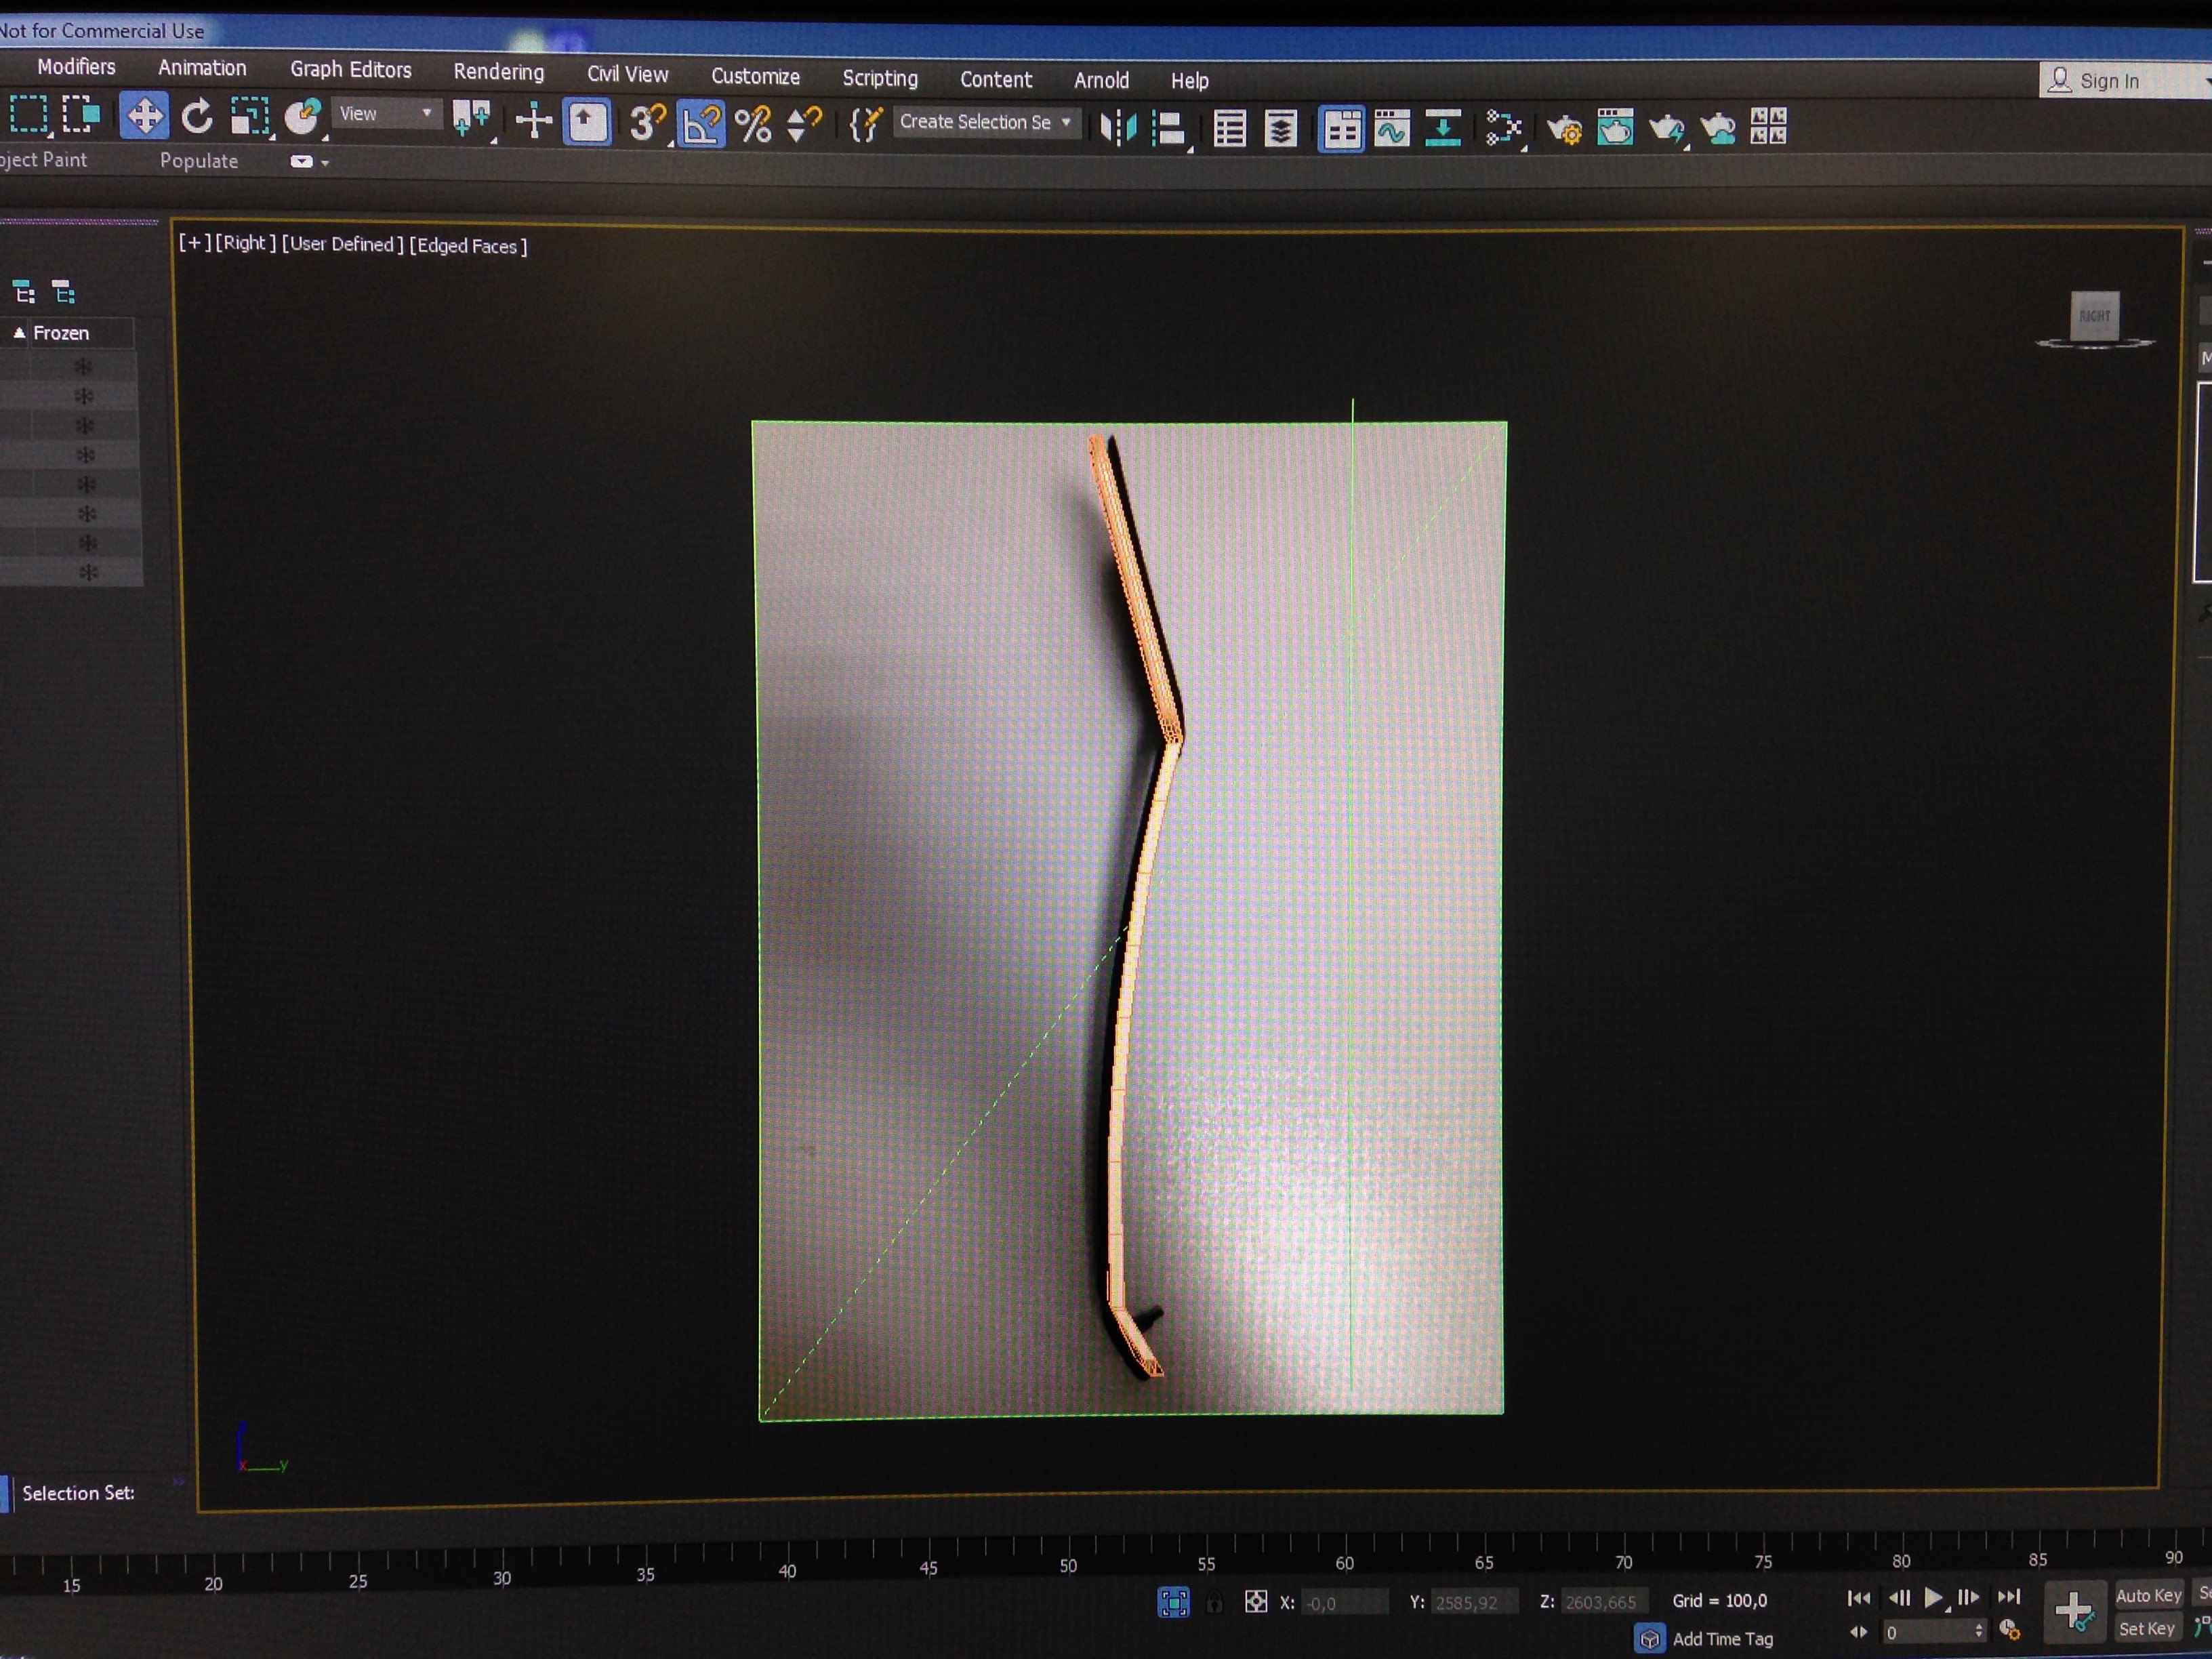 Not for Commercial Use
Modifiers Animation Graph Editors Rendering Civil View Customize Scripting Content Arnold Help
Sign In
View
3
%
Create Selection Se
ject Paint Populate
[+] [Right ] [User Defined ] [Edged Faces ]
RIGHT
Frozen
M
x y
Selection Set:
15 20 25 30 35 40 45 50 55 60 65 70 75 80 85 90
X: -0,0 Y: 2585,92 Z: 2603,665 Grid = 100,0
Auto Key
Add Time Tag
0
Set Key